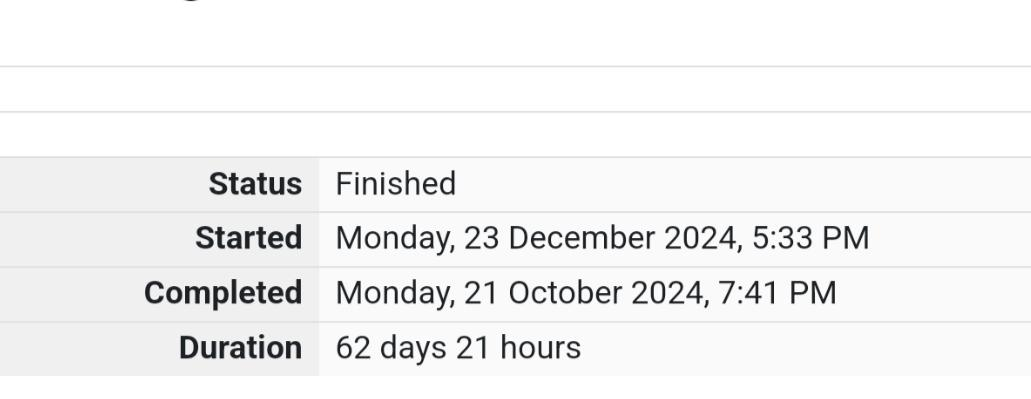 Status Finished
Started Monday, 23 December 2024, 5:33 PM
Completed Monday, 21 October 2024, 7:41 PM
Duration 62 days 21 hours